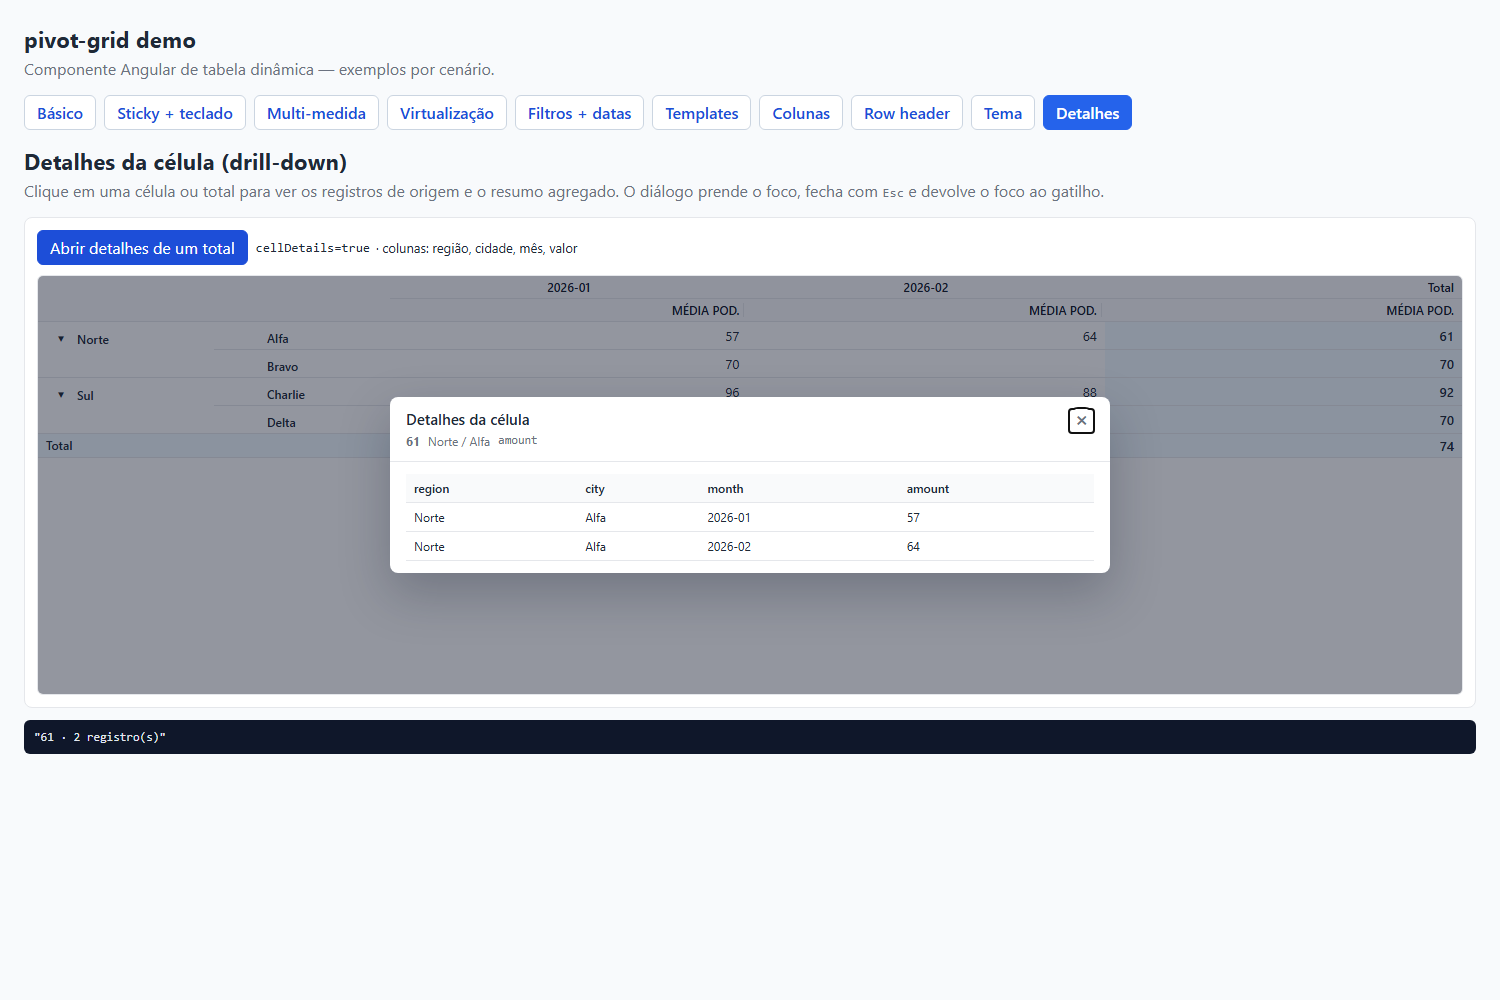 pivot-grid demo
Componente Angular de tabela dinâmica — exemplos por cenário.
Básico Sticky + teclado Multi-medida Virtualização Filtros + datas Templates Colunas Row header Tema Detalhes
Detalhes da célula (drill-down)
Clique em uma célula ou total para ver os registros de origem e o resumo agregado. O diálogo prende o foco, fecha com Esc e devolve o foco ao gatilho.
Abrir detalhes de um total cellDetails=true · colunas: região, cidade, mês, valor
2026-01 2026-02 Total
MÉDIA POD. MÉDIA POD. MÉDIA POD.
▼ Norte Alfa 57 64 61
Bravo 70 70
▼ Sul Charlie 96 88 92
Delta 70
Total 74
Detalhes da célula ✕
61 Norte / Alfa amount
region city month amount
Norte Alfa 2026-01 57
Norte Alfa 2026-02 64
"61 · 2 registro(s)"